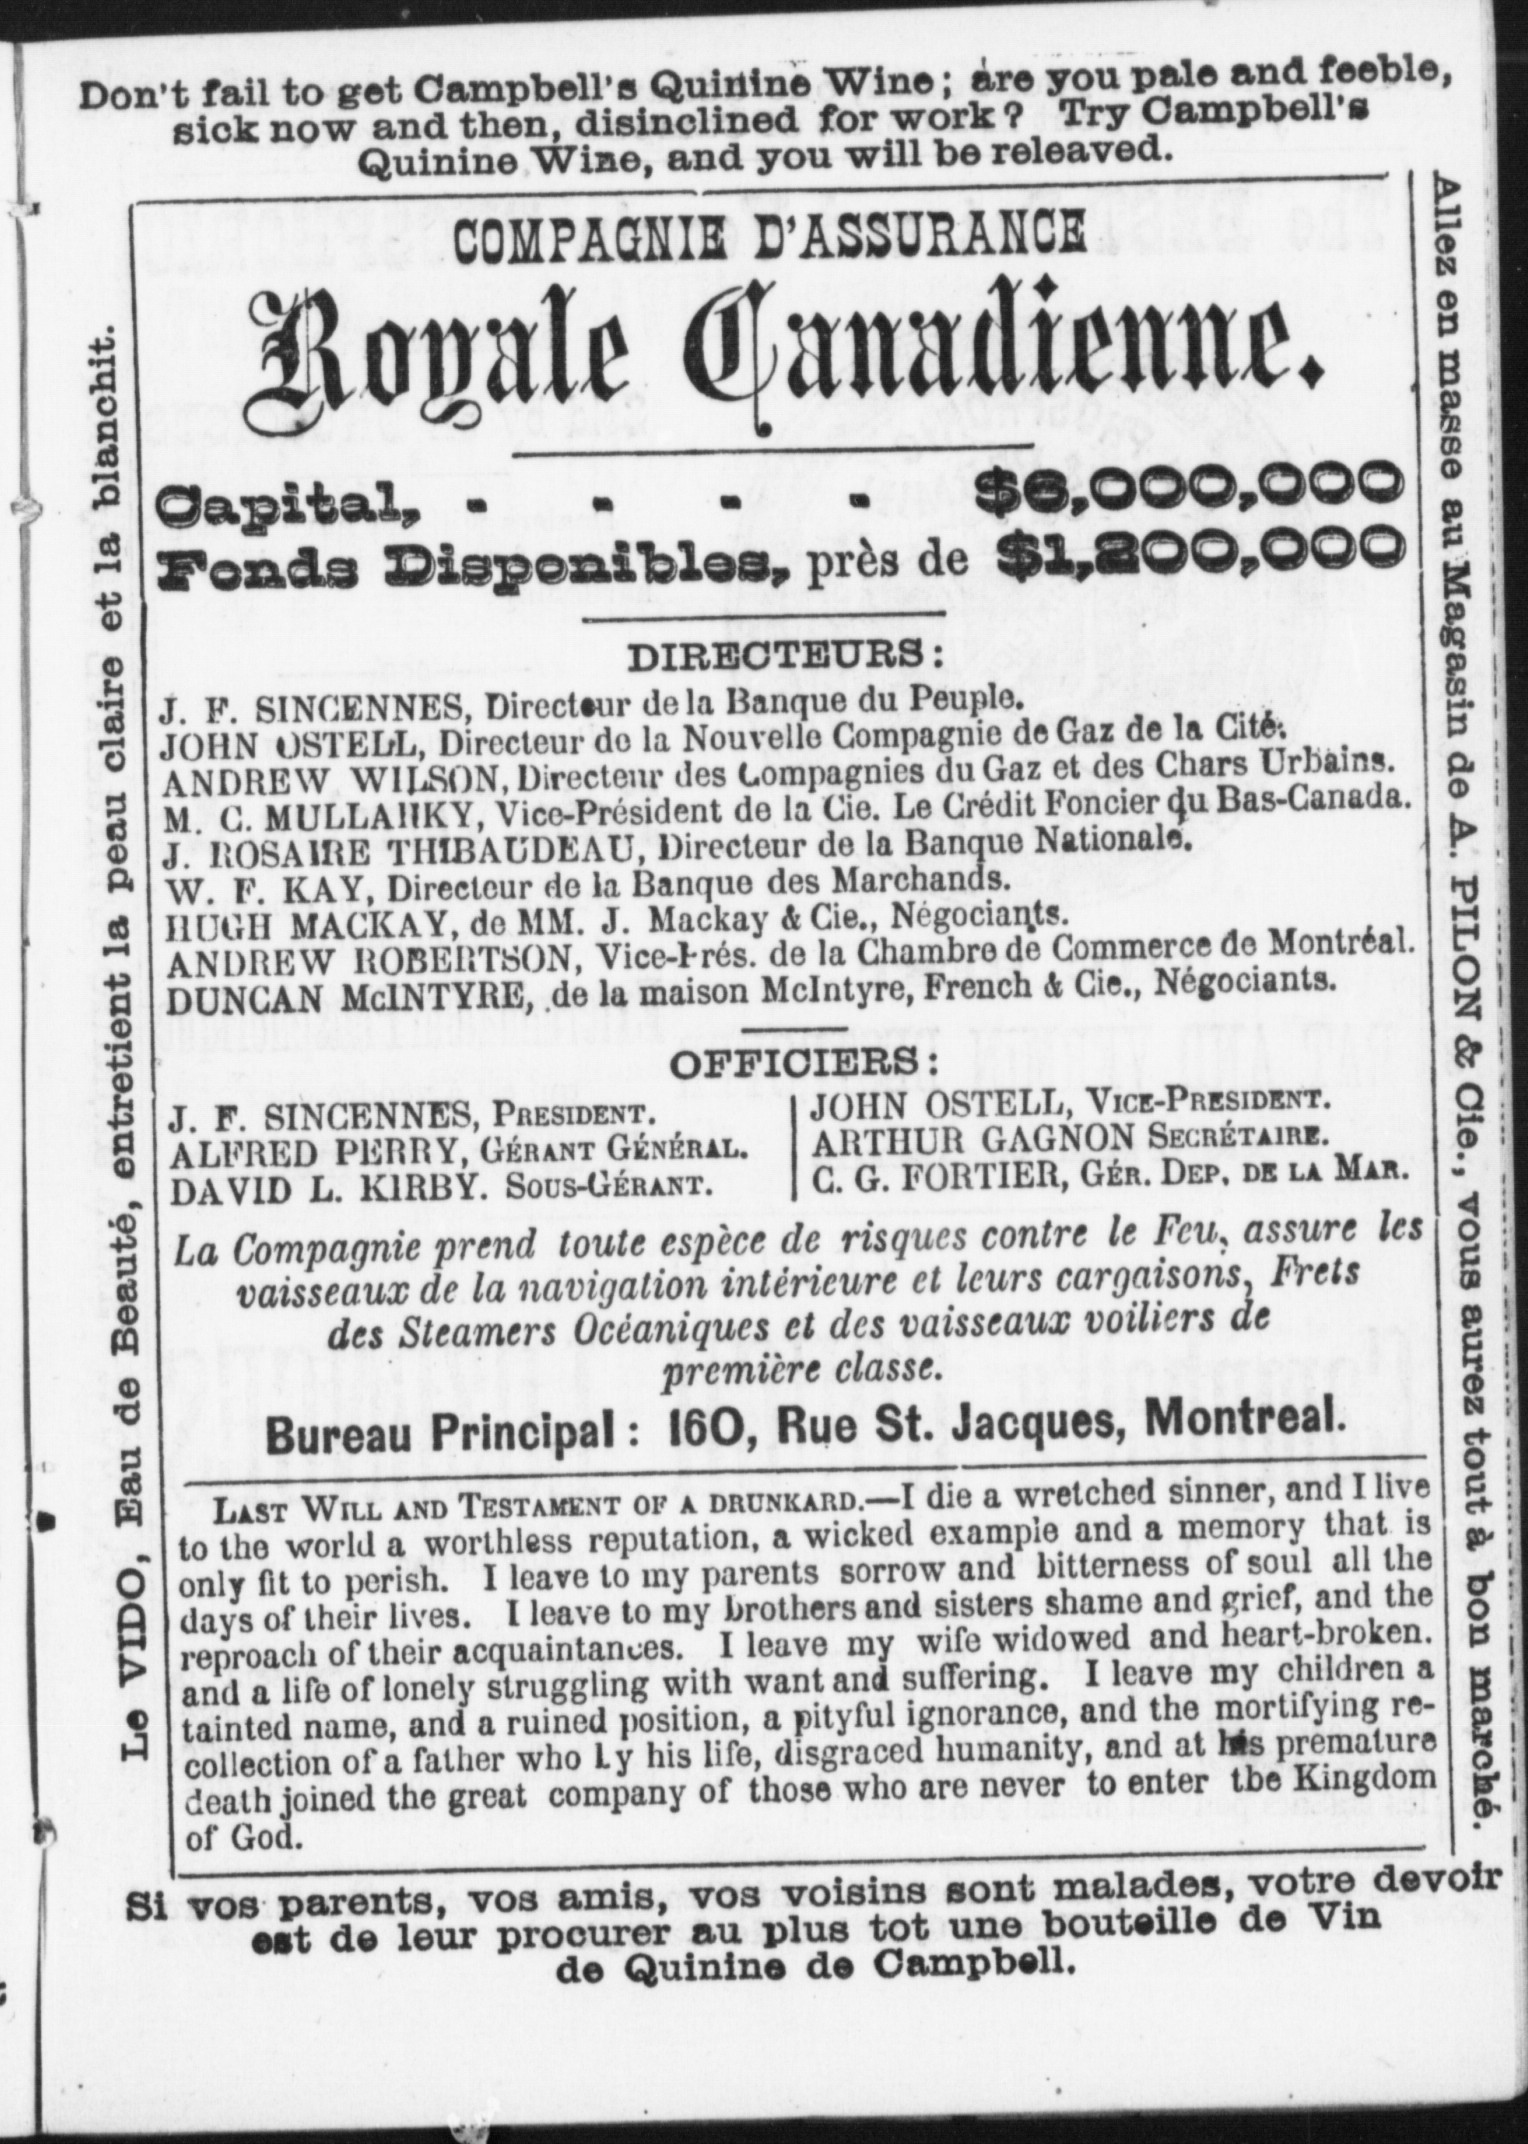 Don't fail to get Campbell's Quinine Wine; are you pale and feeble,
sick now and then, disinclined for work? Try Campbell's
Quinine Wine, and you will be releaved.
Le VIDO, Eau de Beauté, entretient la peau claire et la blanchit.
COMPAGNIE D'ASSURANCE
Royale Canadienne.
Capital, - - - - $6,000,000
Fonds Disponibles, près de $1,200,000
DIRECTEURS:
J. F. SINCENNES, Directeur de la Banque du Peuple.
JOHN OSTELL, Directeur de la Nouvelle Compagnie de Gaz de la Cité.
ANDREW WILSON, Directeur des Compagnies du Gaz et des Chars Urbains.
M. C. MULLARKY, Vice-Président de la Cie. Le Crédit Foncier du Bas-Canada.
J. ROSAIRE THIBAUDEAU, Directeur de la Banque Nationale.
W. F. KAY, Directeur de la Banque des Marchands.
HUGH MACKAY, de MM. J. Mackay & Cie., Négociants.
ANDREW ROBERTSON, Vice-Prés. de la Chambre de Commerce de Montréal.
DUNCAN McINTYRE, de la maison McIntyre, French & Cie., Négociants.
OFFICIERS:
J. F. SINCENNES, PRESIDENT.
ALFRED PERRY, GÉRANT GÉNÉRAL.
DAVID L. KIRBY. SOUS-GÉRANT.
JOHN OSTELL, VICE-PRESIDENT.
ARTHUR GAGNON SECRÉTAIRE.
C. G. FORTIER, GÉR. DEP. DE LA MAR.
La Compagnie prend toute espèce de risques contre le Feu, assure les
vaisseaux de la navigation intérieure et leurs cargaisons, Frets
des Steamers Océaniques et des vaisseaux voiliers de
première classe.
Bureau Principal: 160, Rue St. Jacques, Montreal.
LAST WILL AND TESTAMENT OF A DRUNKARD.—I die a wretched sinner, and I live
to the world a worthless reputation, a wicked example and a memory that is
only fit to perish. I leave to my parents sorrow and bitterness of soul all the
days of their lives. I leave to my brothers and sisters shame and grief, and the
reproach of their acquaintances. I leave my wife widowed and heart-broken.
and a life of lonely struggling with want and suffering. I leave my children a
tainted name, and a ruined position, a pityful ignorance, and the mortifying re-
collection of a father who by his life, disgraced humanity, and at his premature
death joined the great company of those who are never to enter tbe Kingdom
of God.
Allez en masse au Magasin de A. PILON & Cie., vous aurez tout à bon marché.
Si vos parents, vos amis, vos voisins sont malades, votre devoir
est de leur procurer au plus tot une bouteille de Vin
de Quinine de Campbell.